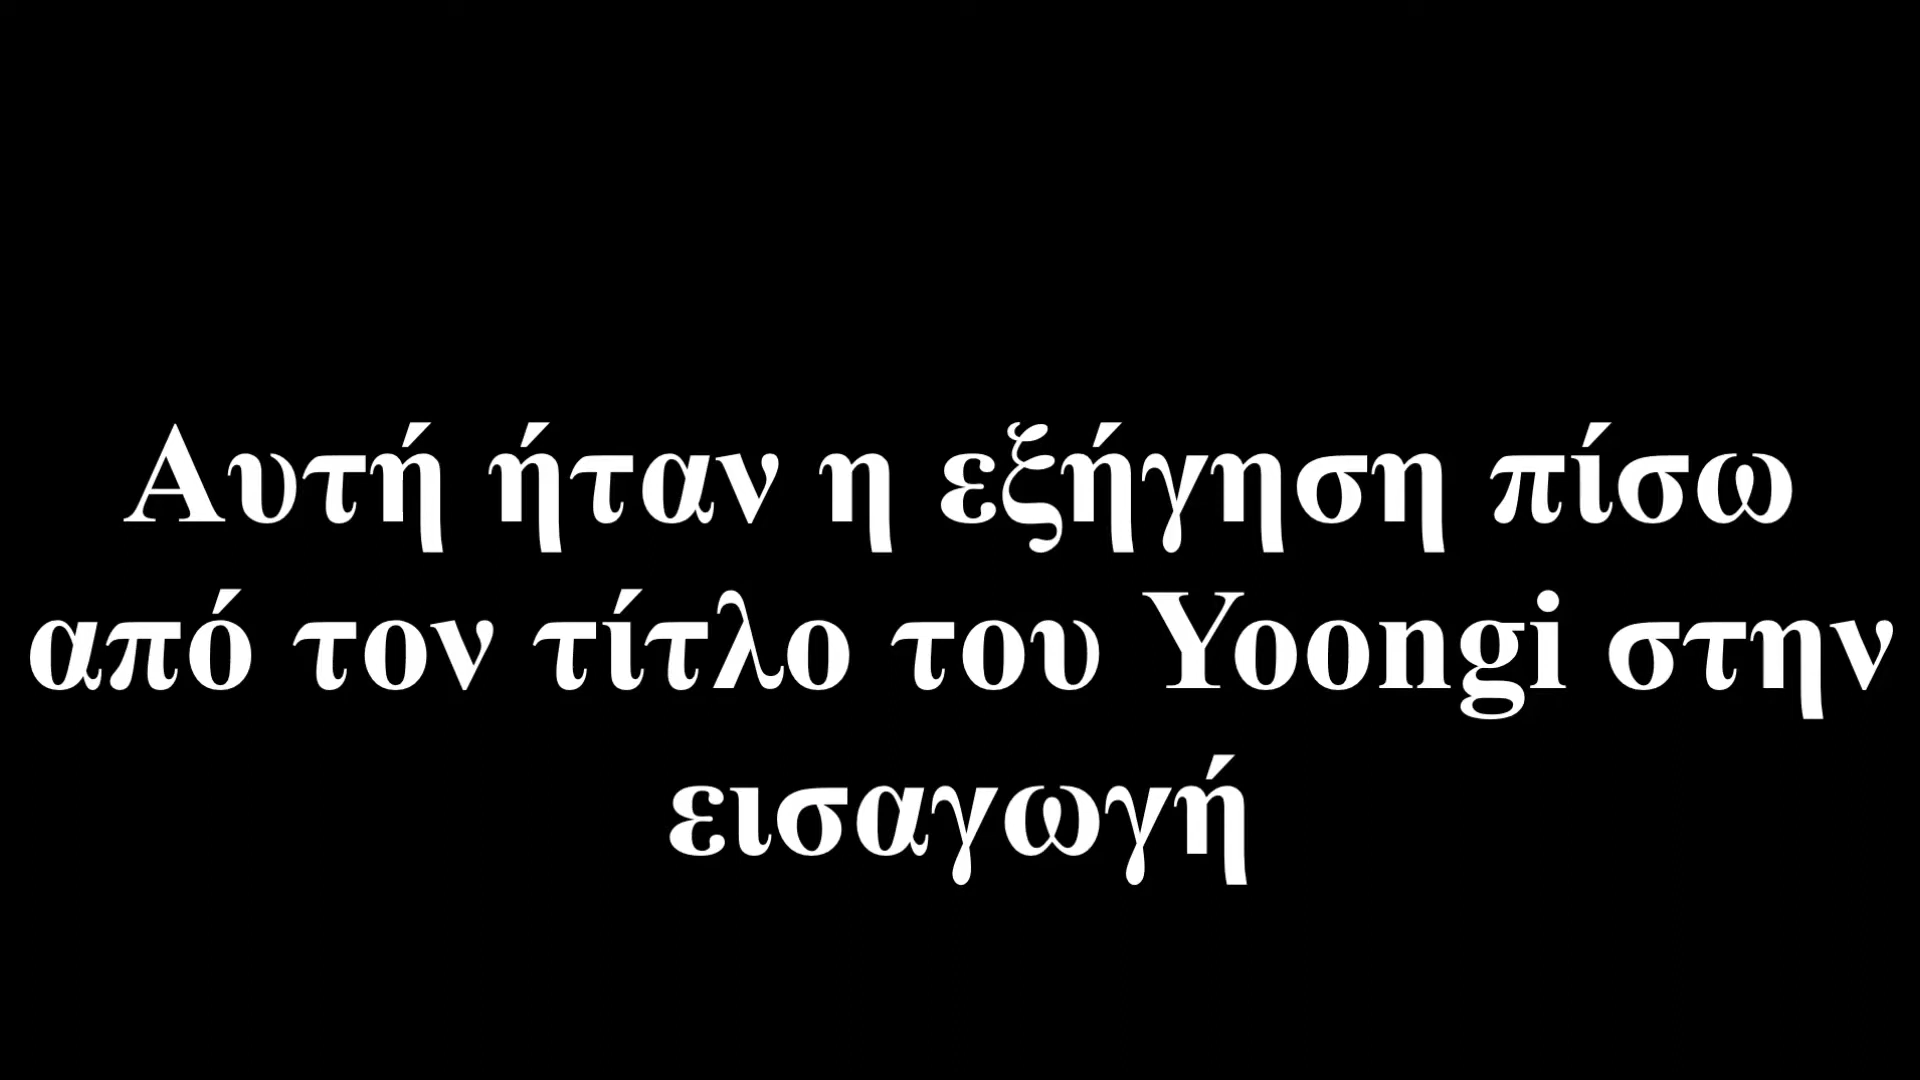 Αυτή ήταν η εξήγηση πίσω
από τον τίτλο του Yoongi στην
εισαγωγή